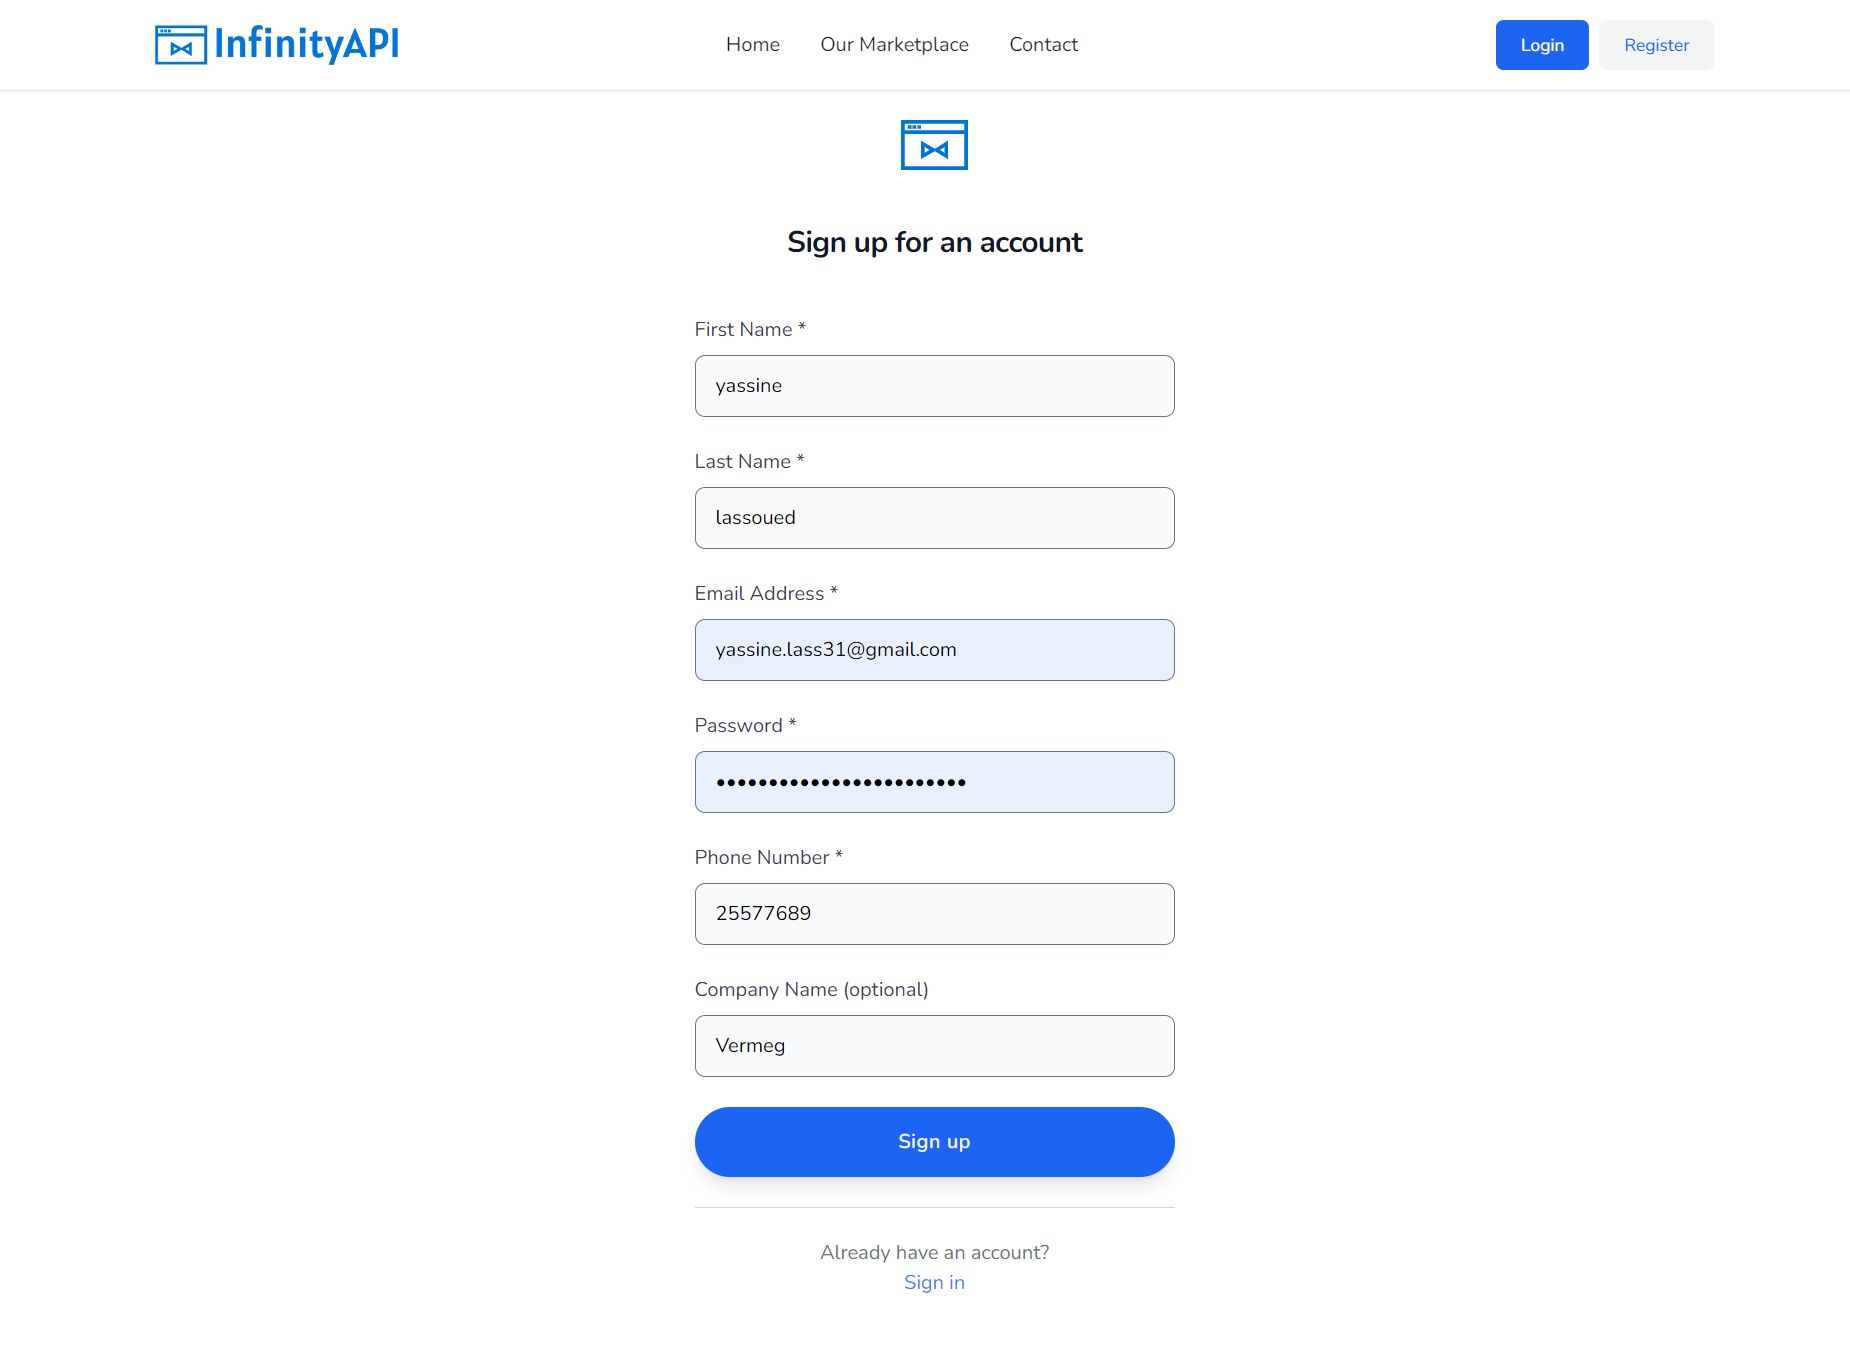 InfinityAPI
Home Our Marketplace Contact
Login Register
Sign up for an account
First Name *
yassine
Last Name *
lassoued
Email Address *
yassine.lass31@gmail.com
Password *
••••••••••••••••••••••••
Phone Number *
25577689
Company Name (optional)
Vermeg
Sign up
Already have an account?
Sign in